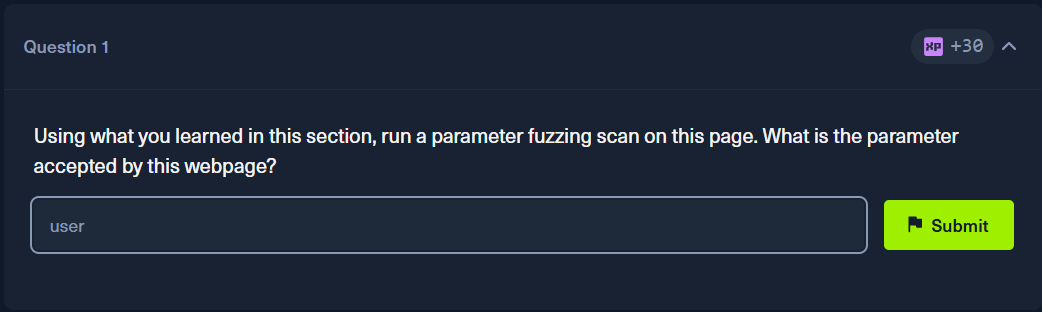 Question 1
XP +30
Using what you learned in this section, run a parameter fuzzing scan on this page. What is the parameter
accepted by this webpage?
user
Submit